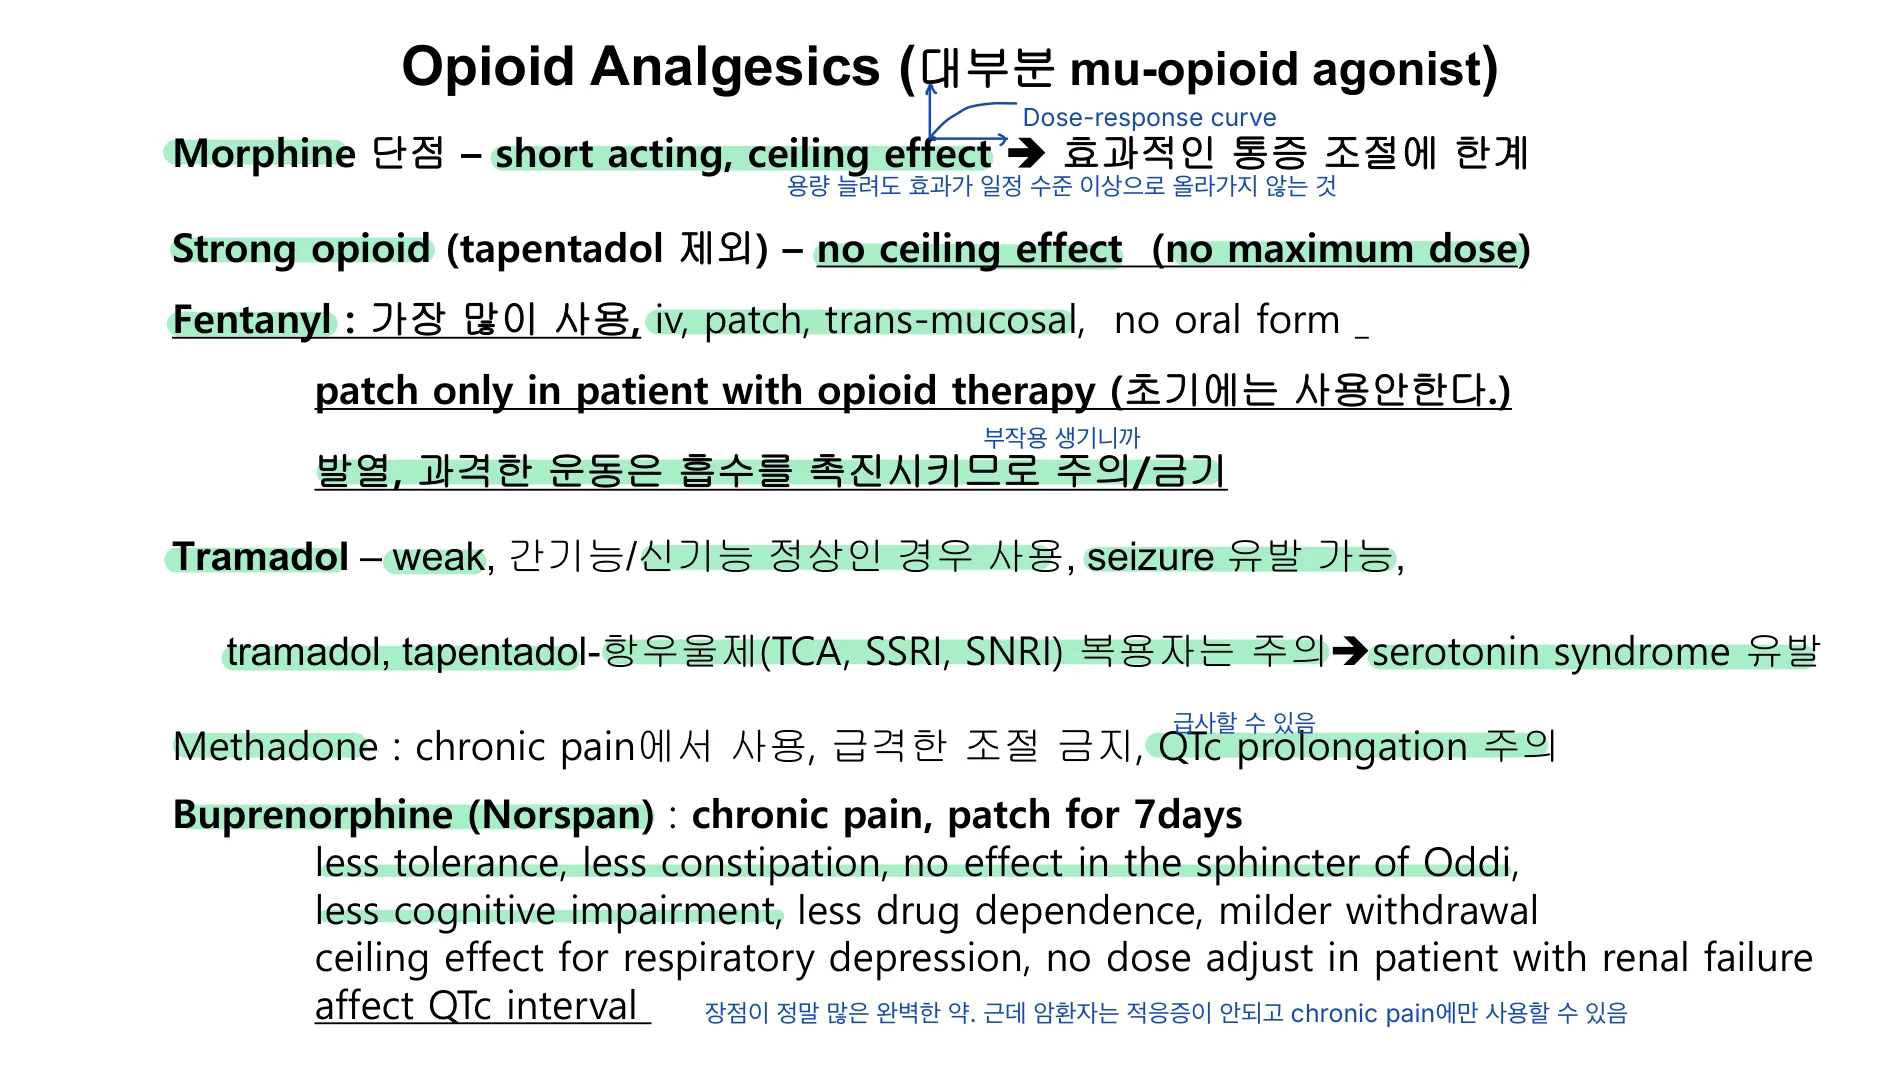 Opioid Analgesics (대부분 mu-opioid agonist)
Dose-response curve
Morphine 단점 – short acting, ceiling effect ➔ 효과적인 통증 조절에 한계
용량 늘려도 효과가 일정 수준 이상으로 올라가지 않는 것
Strong opioid (tapentadol 제외) – no ceiling effect (no maximum dose)
Fentanyl : 가장 많이 사용, iv, patch, trans-mucosal, no oral form _
patch only in patient with opioid therapy (초기에는 사용안한다.)
부작용 생기니까
발열, 과격한 운동은 흡수를 촉진시키므로 주의/금기
Tramadol – weak, 간기능/신기능 정상인 경우 사용, seizure 유발 가능,
tramadol, tapentadol-항우울제(TCA, SSRI, SNRI) 복용자는 주의➔serotonin syndrome 유발
급사할 수 있음
Methadone : chronic pain에서 사용, 급격한 조절 금지, QTc prolongation 주의
Buprenorphine (Norspan) : chronic pain, patch for 7days
less tolerance, less constipation, no effect in the sphincter of Oddi,
less cognitive impairment, less drug dependence, milder withdrawal
ceiling effect for respiratory depression, no dose adjust in patient with renal failure
affect QTc interval
장점이 정말 많은 완벽한 약. 근데 암환자는 적응증이 안되고 chronic pain에만 사용할 수 있음